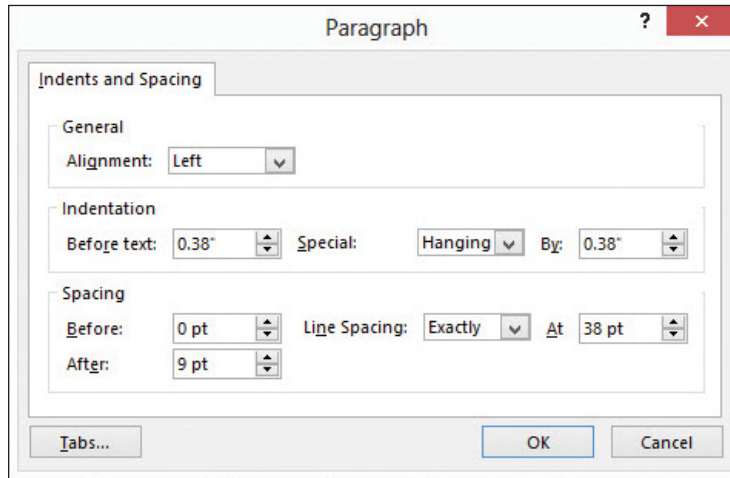 Paragraph ? ×
Indents and Spacing
General
Alignment: Left
Indentation
Before text: 0.38" Special: Hanging By: 0.38"
Spacing
Before: 0 pt Line Spacing: Exactly At 38 pt
After: 9 pt
Tabs... OK Cancel